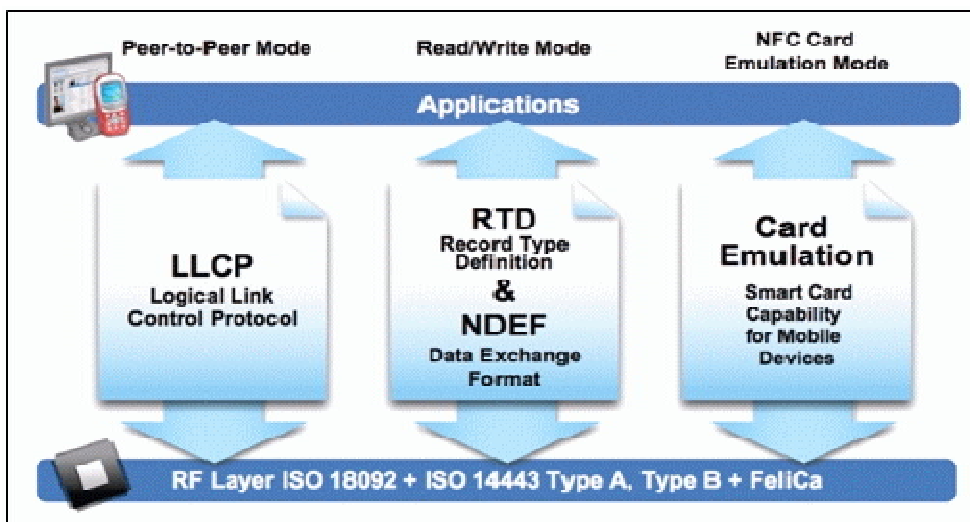 Peer-to-Peer Mode
Read/Write Mode
NFC Card
Emulation Mode
Applications
LLCP
Logical Link
Control Protocol
RTD
Record Type
Definition
&
NDEF
Data Exchange
Format
Card
Emulation
Smart Card
Capability
for Mobile
Devices
RF Layer ISO 18092 + ISO 14443 Type A, Type B + FeliCa